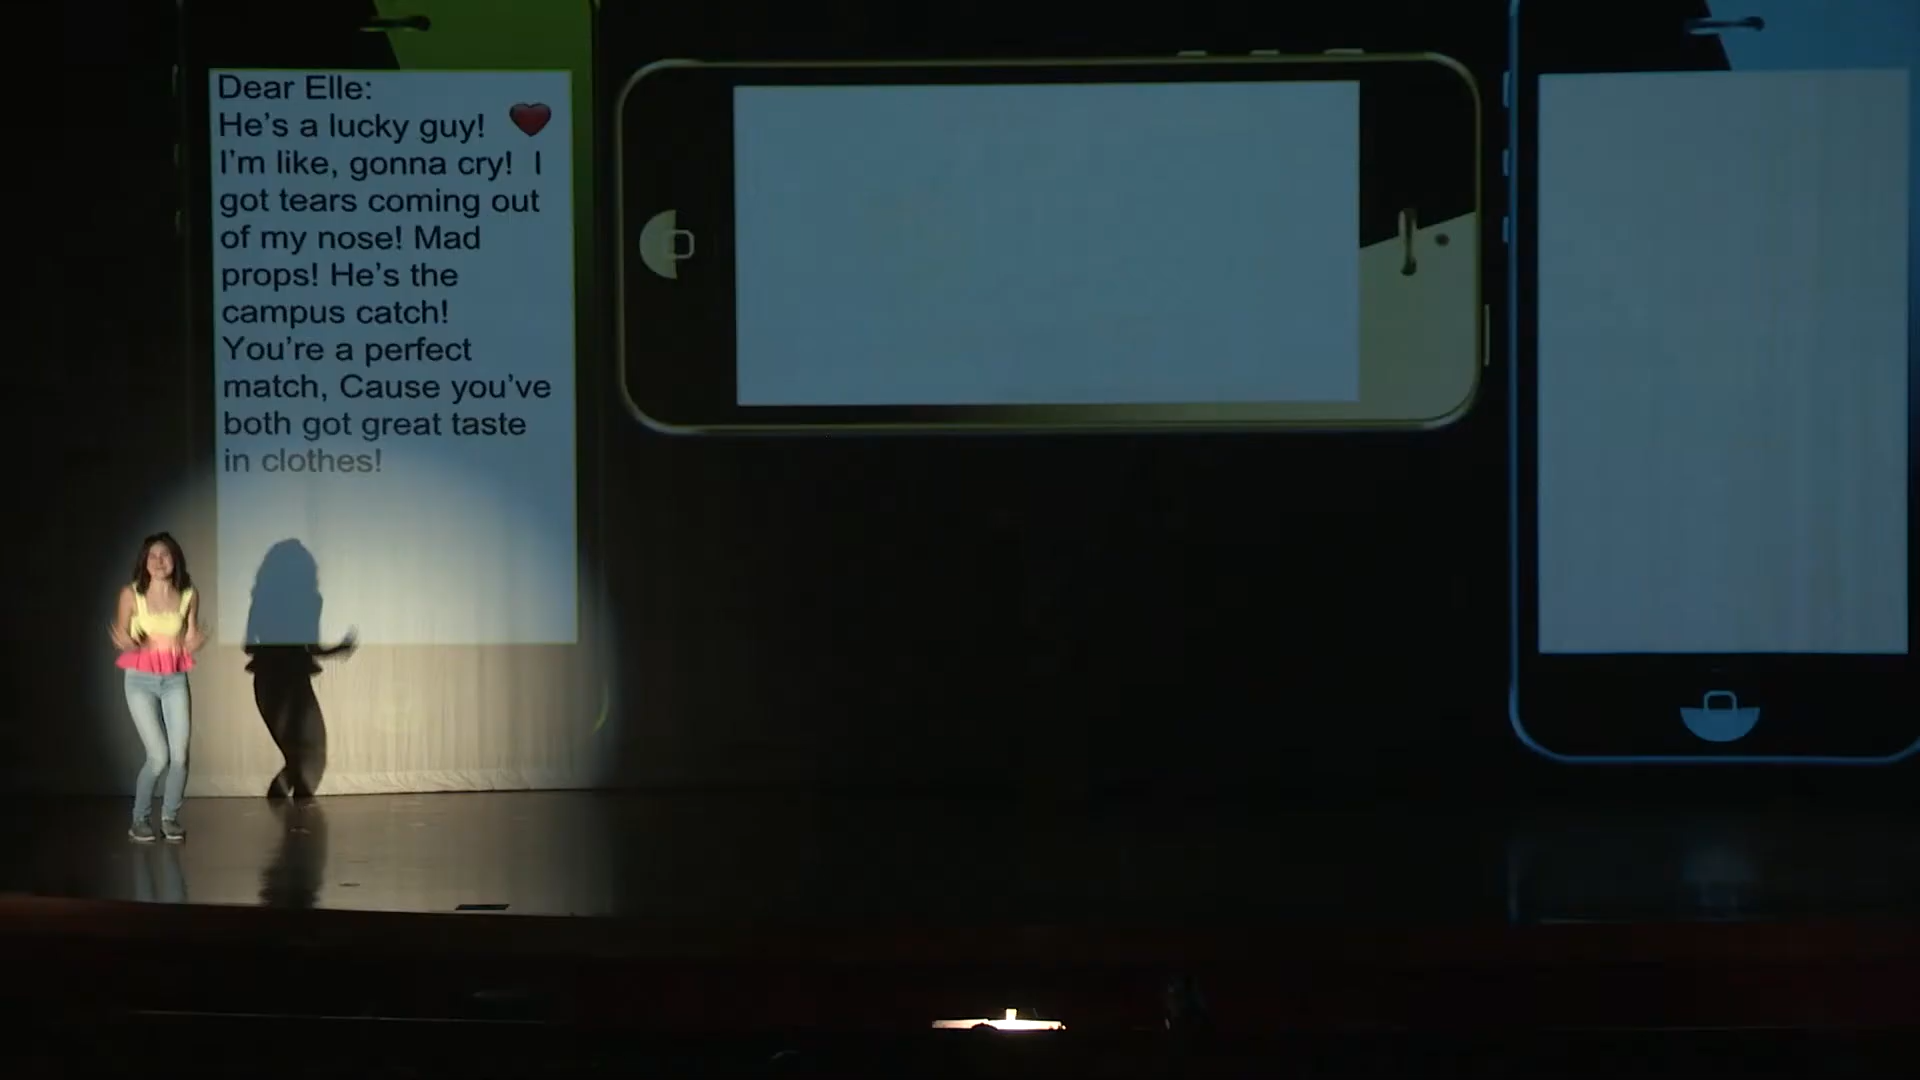 Dear Elle:
He's a lucky guy!
I'm like, gonna cry!  I
got tears coming out
of my nose! Mad
props! He's the
campus catch!
You're a perfect
match, Cause you've
both got great taste
in clothes!